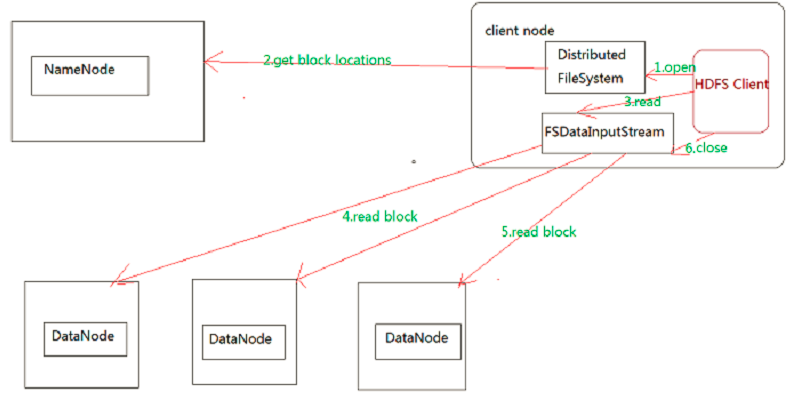 client node
Distributed
FileSystem
1.open
HDFS Client
NameNode
2.get block locations
3.read
FSDataInputStream
6.close
4.read block
5.read block
DataNode
DataNode
DataNode